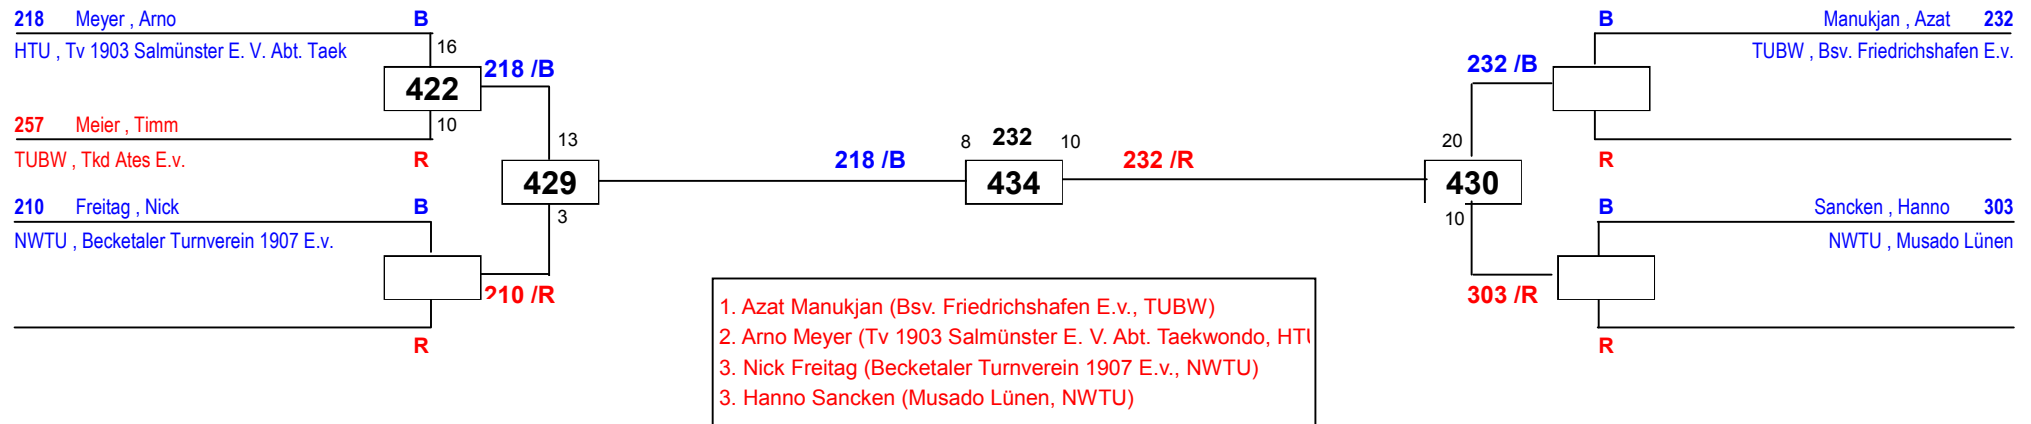 218 Meyer , Arno B
HTU , Tv 1903 Salmünster E. V. Abt. Taek
16
422
218 /B
10
257 Meier , Timm
TUBW , Tkd Ates E.v. R
13
429
3
210 Freitag , Nick B
NWTU , Becketaler Turnverein 1907 E.v.
210 /R
R
218 /B
8 232 10
434
232 /R
B Manukjan , Azat 232
TUBW , Bsv. Friedrichshafen E.v.
232 /B
R
20
430
10
B Sancken , Hanno 303
NWTU , Musado Lünen
303 /R
R
1. Azat Manukjan (Bsv. Friedrichshafen E.v., TUBW)
2. Arno Meyer (Tv 1903 Salmünster E. V. Abt. Taekwondo, HTU
3. Nick Freitag (Becketaler Turnverein 1907 E.v., NWTU)
3. Hanno Sancken (Musado Lünen, NWTU)